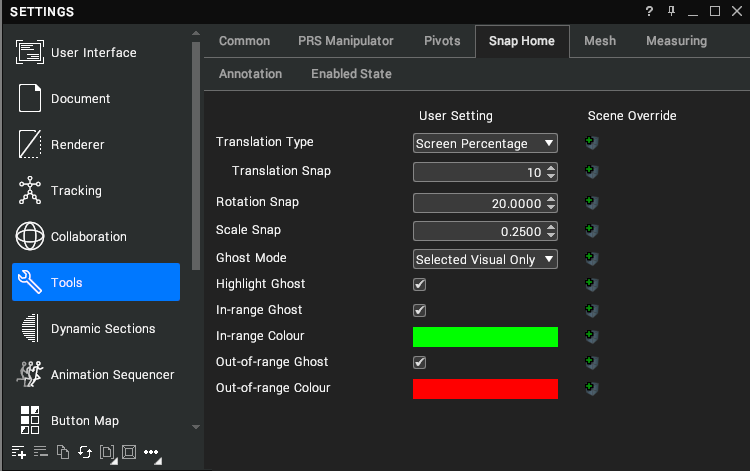 SETTINGS
?
User Interface
Document
Renderer
Tracking
Collaboration
Tools
Dynamic Sections
Animation Sequencer
Button Map
Common PRS Manipulator Pivots Snap Home Mesh Measuring
Annotation Enabled State
User Setting Scene Override
Translation Type Screen Percentage
Translation Snap 10
Rotation Snap 20.0000
Scale Snap 0.2500
Ghost Mode Selected Visual Only
Highlight Ghost
In-range Ghost
In-range Colour
Out-of-range Ghost
Out-of-range Colour